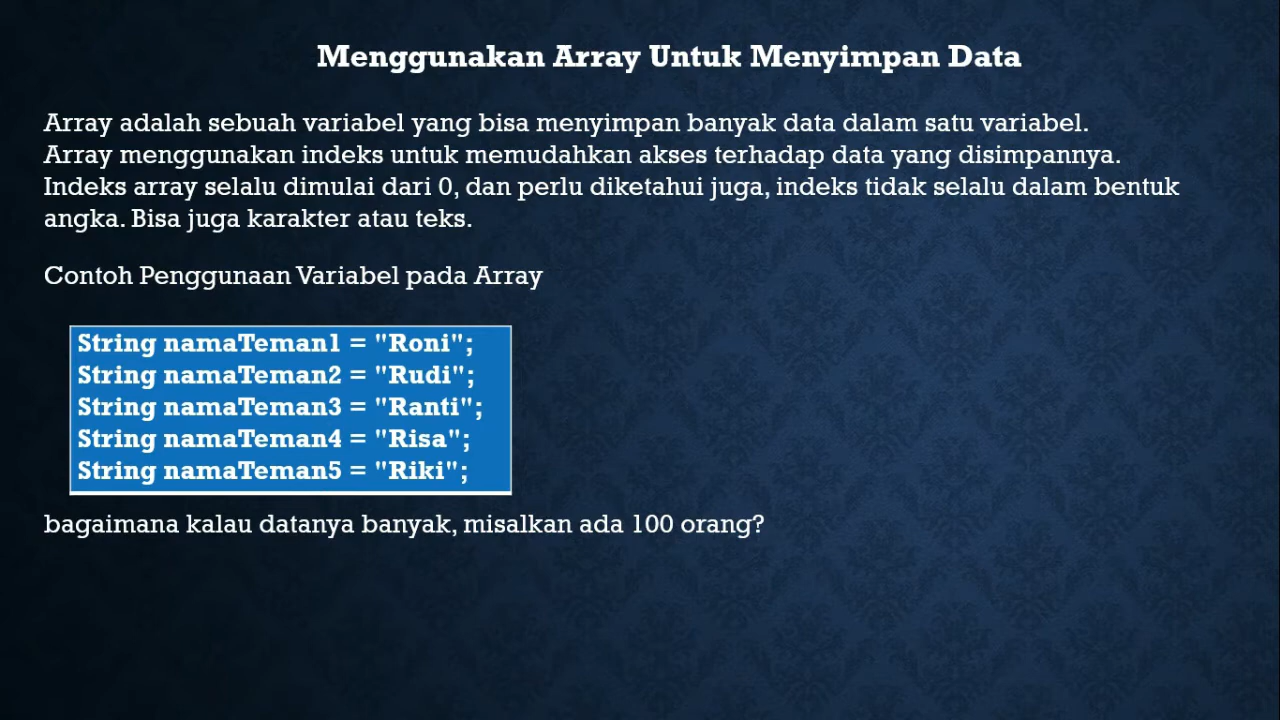 Menggunakan Array Untuk Menyimpan Data
Array adalah sebuah variabel yang bisa menyimpan banyak data dalam satu variabel.
Array menggunakan indeks untuk memudahkan akses terhadap data yang disimpannya.
Indeks array selalu dimulai dari 0, dan perlu diketahui juga, indeks tidak selalu dalam bentuk
angka. Bisa juga karakter atau teks.
Contoh Penggunaan Variabel pada Array
String namaTeman1 = "Roni";
String namaTeman2 = "Rudi";
String namaTeman3 = "Ranti";
String namaTeman4 = "Risa";
String namaTeman5 = "Riki";
bagaimana kalau datanya banyak, misalkan ada 100 orang?